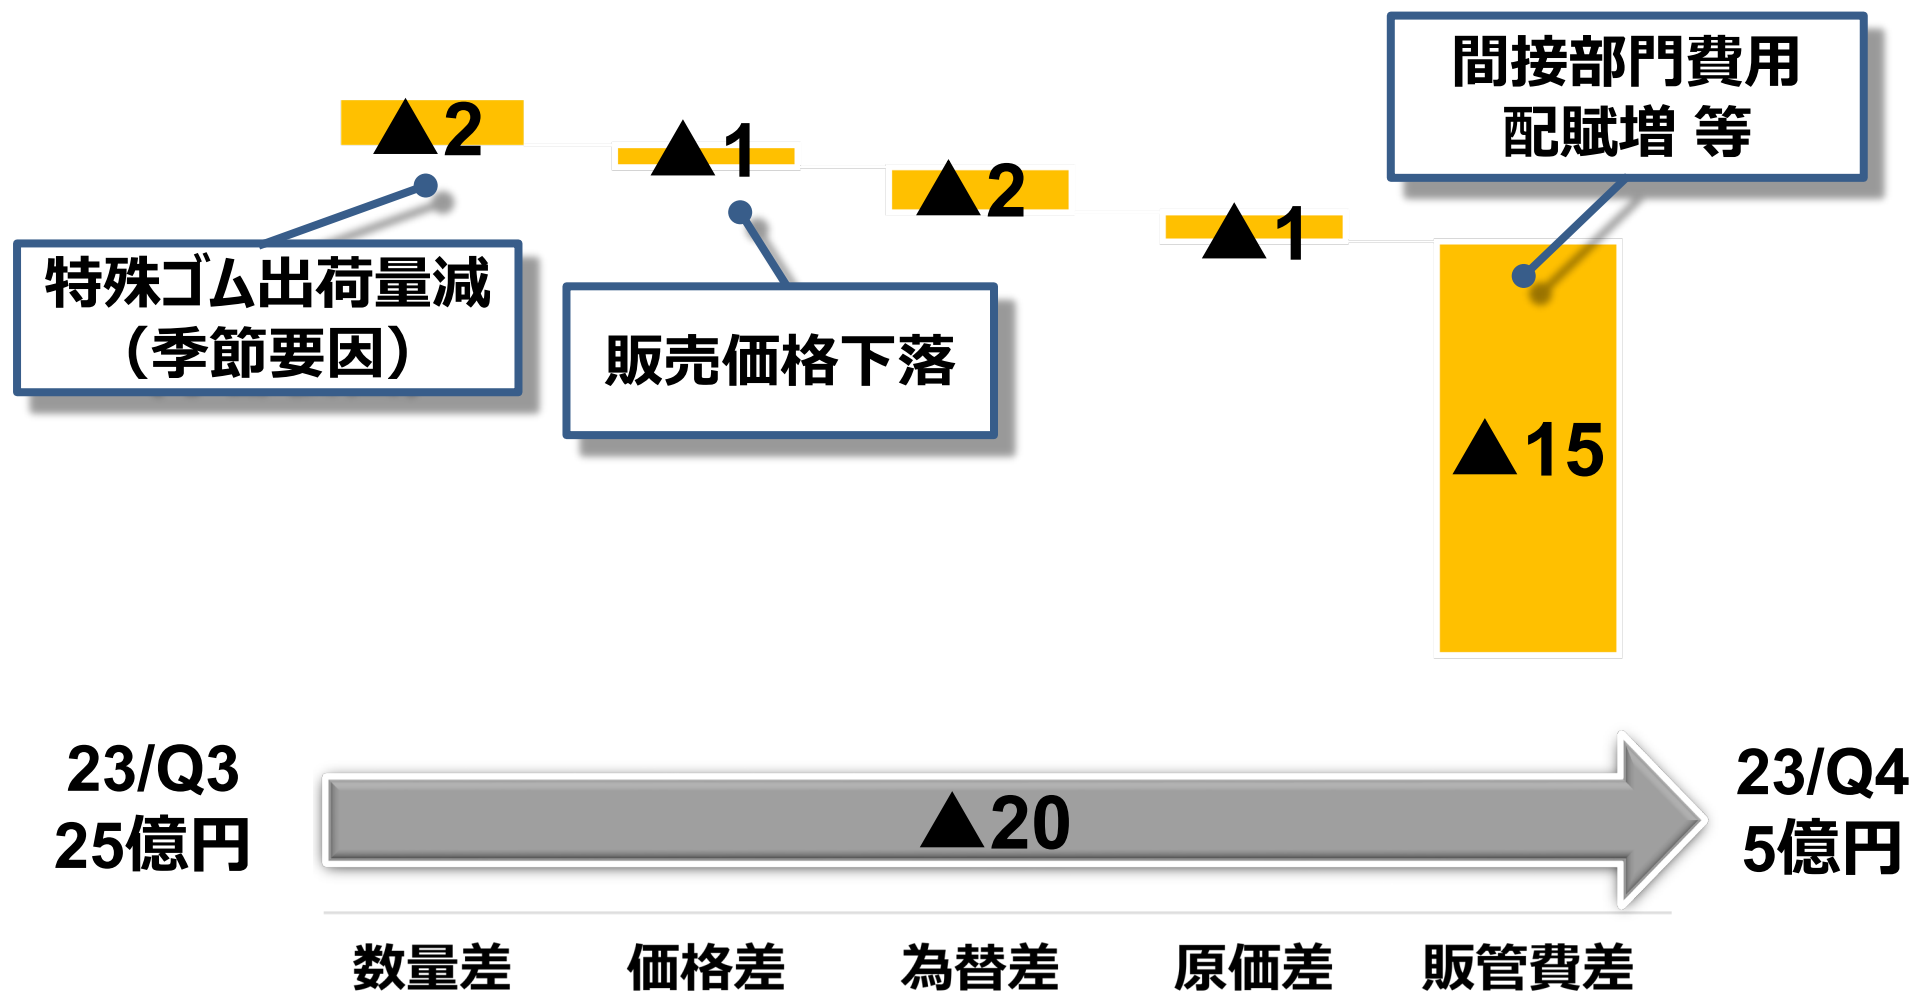 間接部門費用
配賦増 等
▲2
▲1
▲2
▲1
特殊ゴム出荷量減
（季節要因）
販売価格下落
▲15
23/Q3
25億円
▲20
23/Q4
5億円
数量差
価格差
為替差
原価差
販管費差